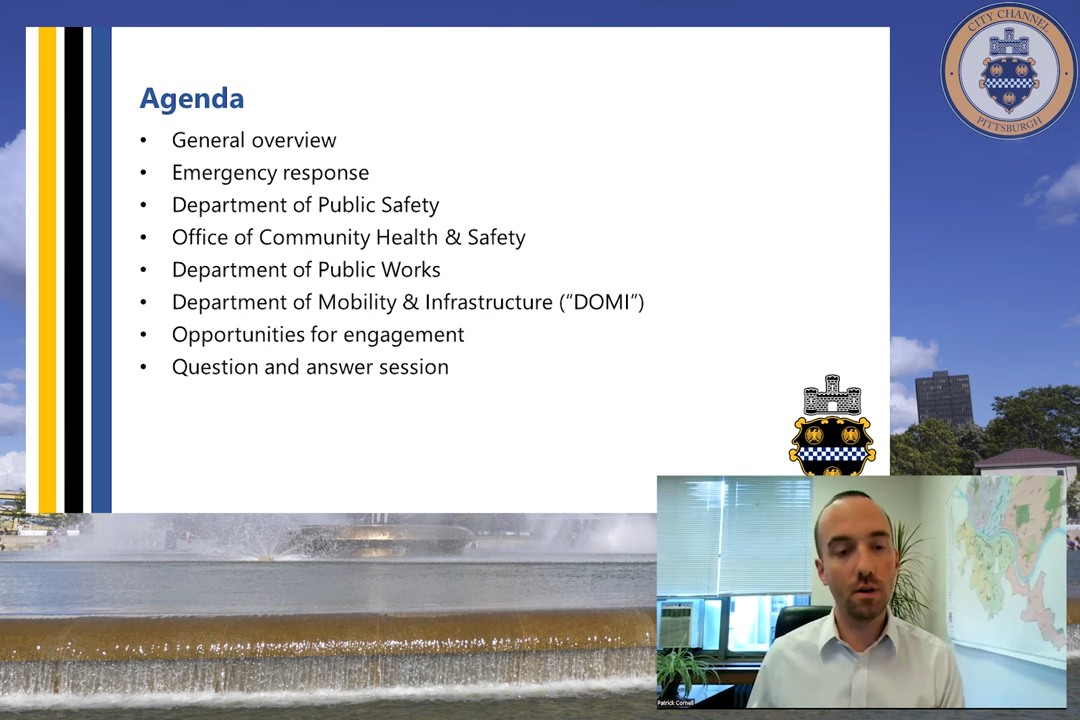 Agenda
• General overview
• Emergency response
• Department of Public Safety
• Office of Community Health & Safety
• Department of Public Works
• Department of Mobility & Infrastructure (“DOMI”)
• Opportunities for engagement
• Question and answer session
CITY CHANNEL
PITTSBURGH
Patrick Cornell